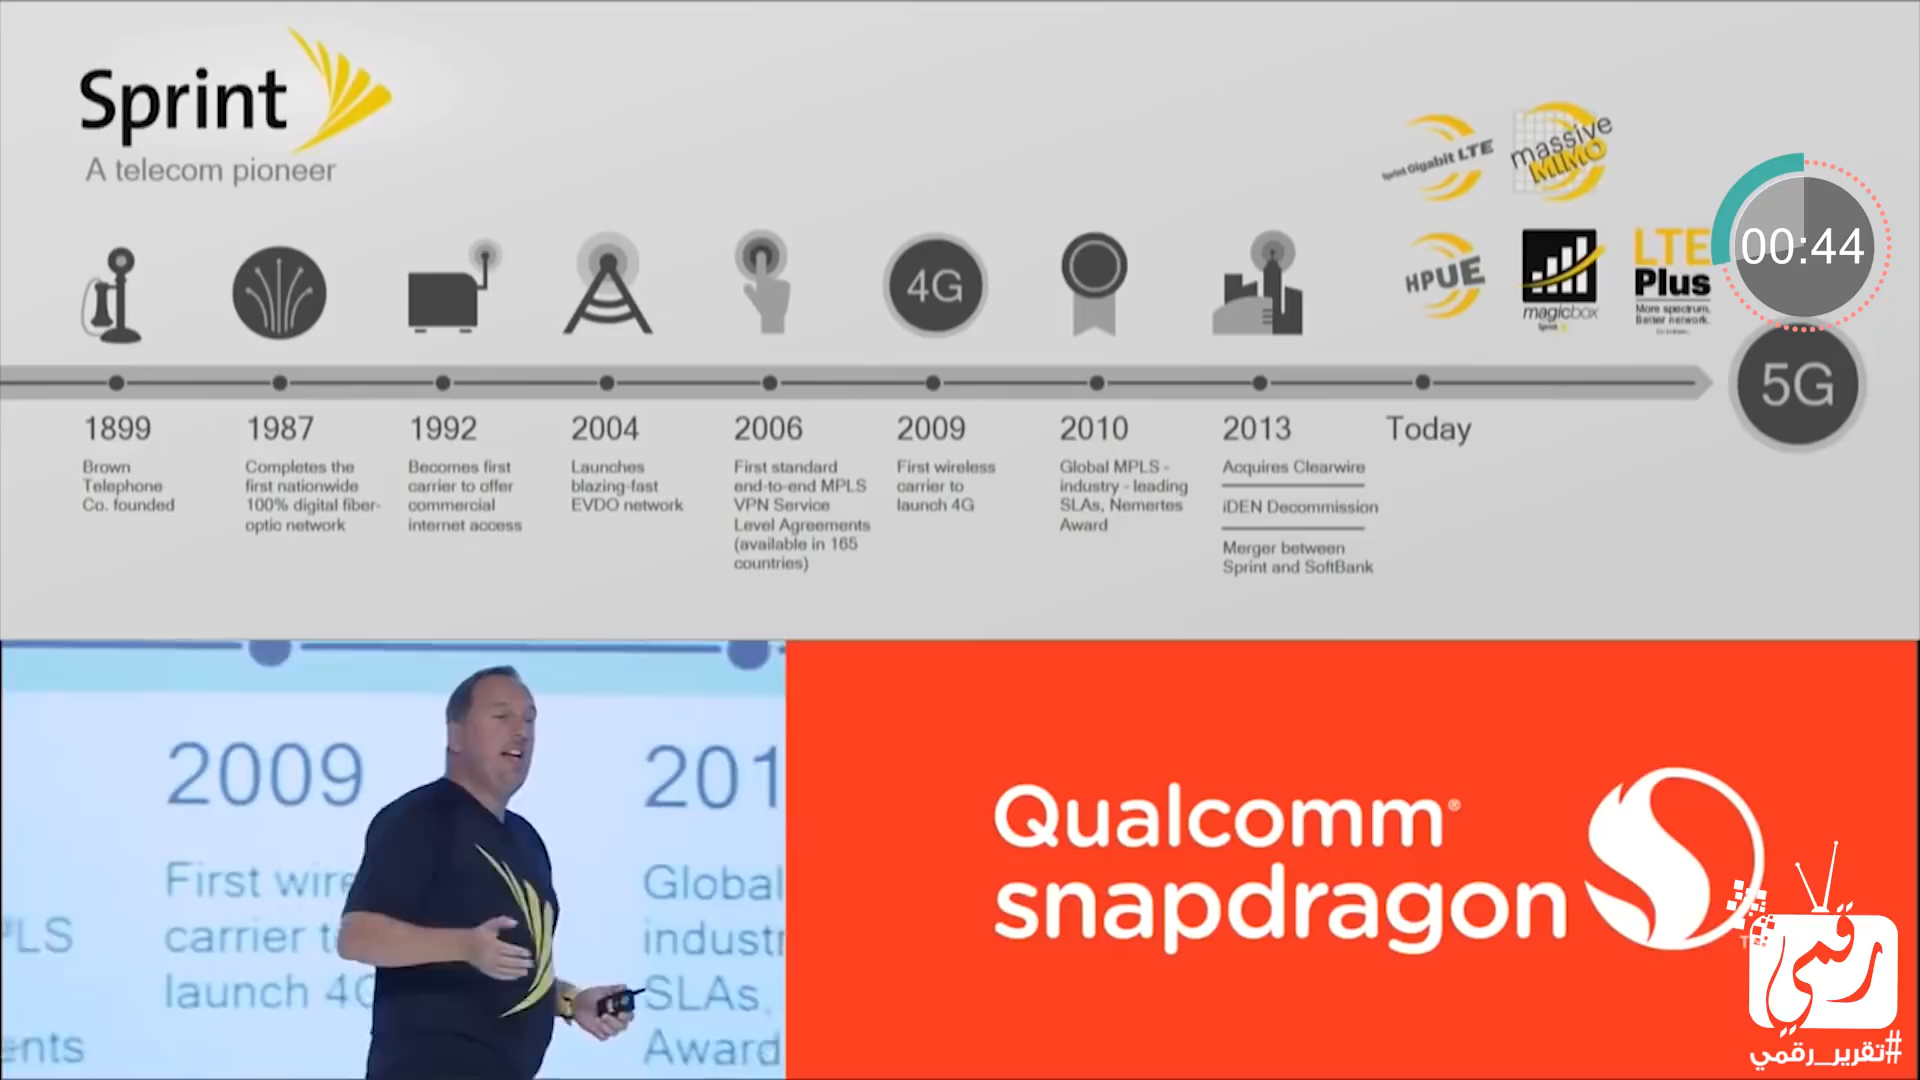 Sprint
A telecom pioneer
Sprint Gigabit LTE
massive
MIMO
HPUE
magicbox
Sprint
LTE
Plus
More spectrum.
Better network.
00:44
4G
5G
1899
Brown
Telephone
Co. founded
1987
Completes the
first nationwide
100% digital fiber-
optic network
1992
Becomes first
carrier to offer
commercial
internet access
2004
Launches
blazing-fast
EVDO network
2006
First standard
end-to-end MPLS
VPN Service
Level Agreements
(available in 165
countries)
2009
First wireless
carrier to
launch 4G
2010
Global MPLS -
industry - leading
SLAs, Nemertes
Award
2013
Acquires Clearwire
iDEN Decommission
Merger between
Sprint and SoftBank
Today
PLS
ents
2009
First wire
carrier t
launch 4G
201
Global
industr
SLAs,
Award
Qualcomm®
snapdragon
رقمي
#تقرير_رقمي